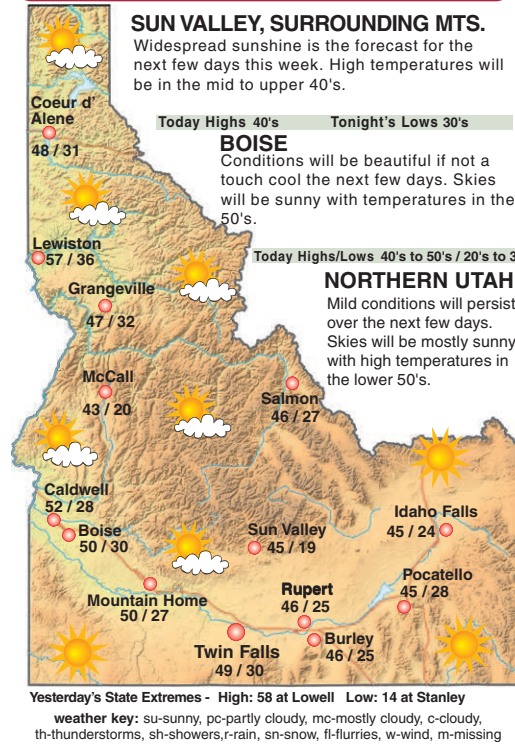 SUN VALLEY, SURROUNDING MTS.
Widespread sunshine is the forecast for the
next few days this week. High temperatures will
be in the mid to upper 40's.
Today Highs 40's Tonight's Lows 30's
BOISE
Conditions will be beautiful if not a
touch cool the next few days. Skies
will be sunny with temperatures in the
50's.
Today Highs/Lows 40's to 50's / 20's to 3
NORTHERN UTAH
Mild conditions will persist
over the next few days.
Skies will be mostly sunny
with high temperatures in
the lower 50's.
Coeur d'
Alene
48 / 31
Lewiston
57 / 36
Grangeville
47 / 32
McCall
43 / 20
Salmon
46 / 27
Caldwell
52 / 28
Boise
50 / 30
Sun Valley
45 / 19
Idaho Falls
45 / 24
Pocatello
45 / 28
Mountain Home
50 / 27
Rupert
46 / 25
Twin Falls
49 / 30
Burley
46 / 25
Yesterday's State Extremes - High: 58 at Lowell Low: 14 at Stanley
weather key: su-sunny, pc-partly cloudy, mc-mostly cloudy, c-cloudy,
th-thunderstorms, sh-showers,r-rain, sn-snow, fl-flurries, w-wind, m-missing